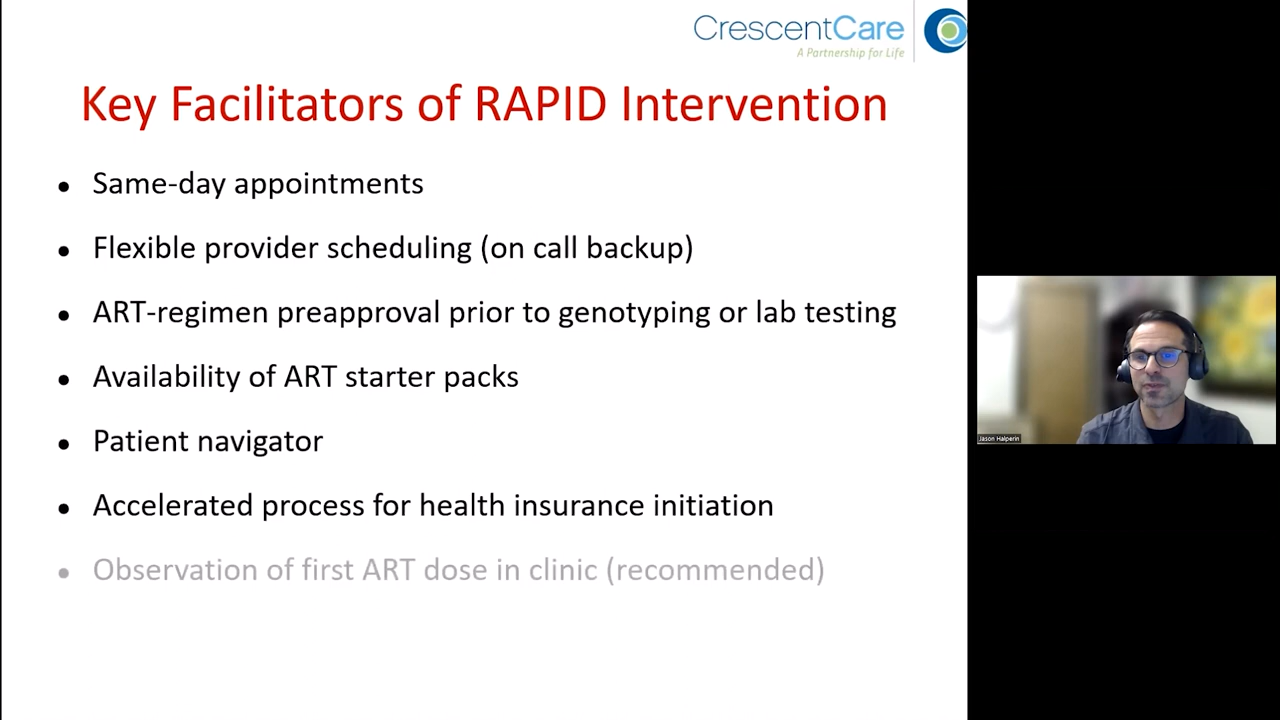 CrescentCare
A Partnership for Life
Key Facilitators of RAPID Intervention
• Same-day appointments
• Flexible provider scheduling (on call backup)
• ART-regimen preapproval prior to genotyping or lab testing
• Availability of ART starter packs
• Patient navigator
• Accelerated process for health insurance initiation
• Observation of first ART dose in clinic (recommended)
Jason Halperin